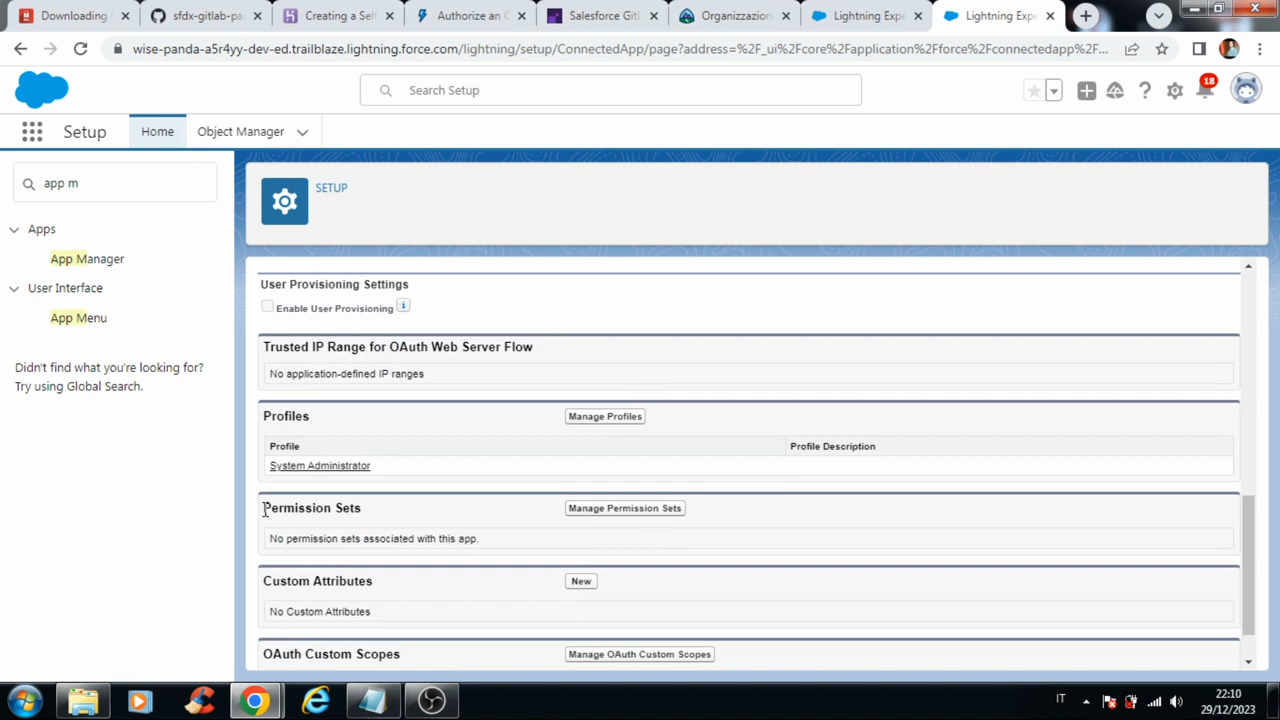 Downloading
sfdx-gitlab-pa
Creating a Sel
Authorize an O
Salesforce GitL
Organizzazion
Lightning Expe
Lightning Expe
wise-panda-a5r4yy-dev-ed.trailblaze.lightning.force.com/lightning/setup/ConnectedApp/page?address=%2F_ui%2Fcore%2Fapplication%2Fforce%2Fconnectedapp%2F...
Search Setup
18
Setup
Home
Object Manager
app m
SETUP
Apps
App Manager
User Interface
App Menu
Didn't find what you're looking for?
Try using Global Search.
User Provisioning Settings
Enable User Provisioning
i
Trusted IP Range for OAuth Web Server Flow
No application-defined IP ranges
Profiles
Manage Profiles
Profile
Profile Description
System Administrator
Permission Sets
Manage Permission Sets
No permission sets associated with this app.
Custom Attributes
New
No Custom Attributes
OAuth Custom Scopes
Manage OAuth Custom Scopes
IT
22:10
29/12/2023